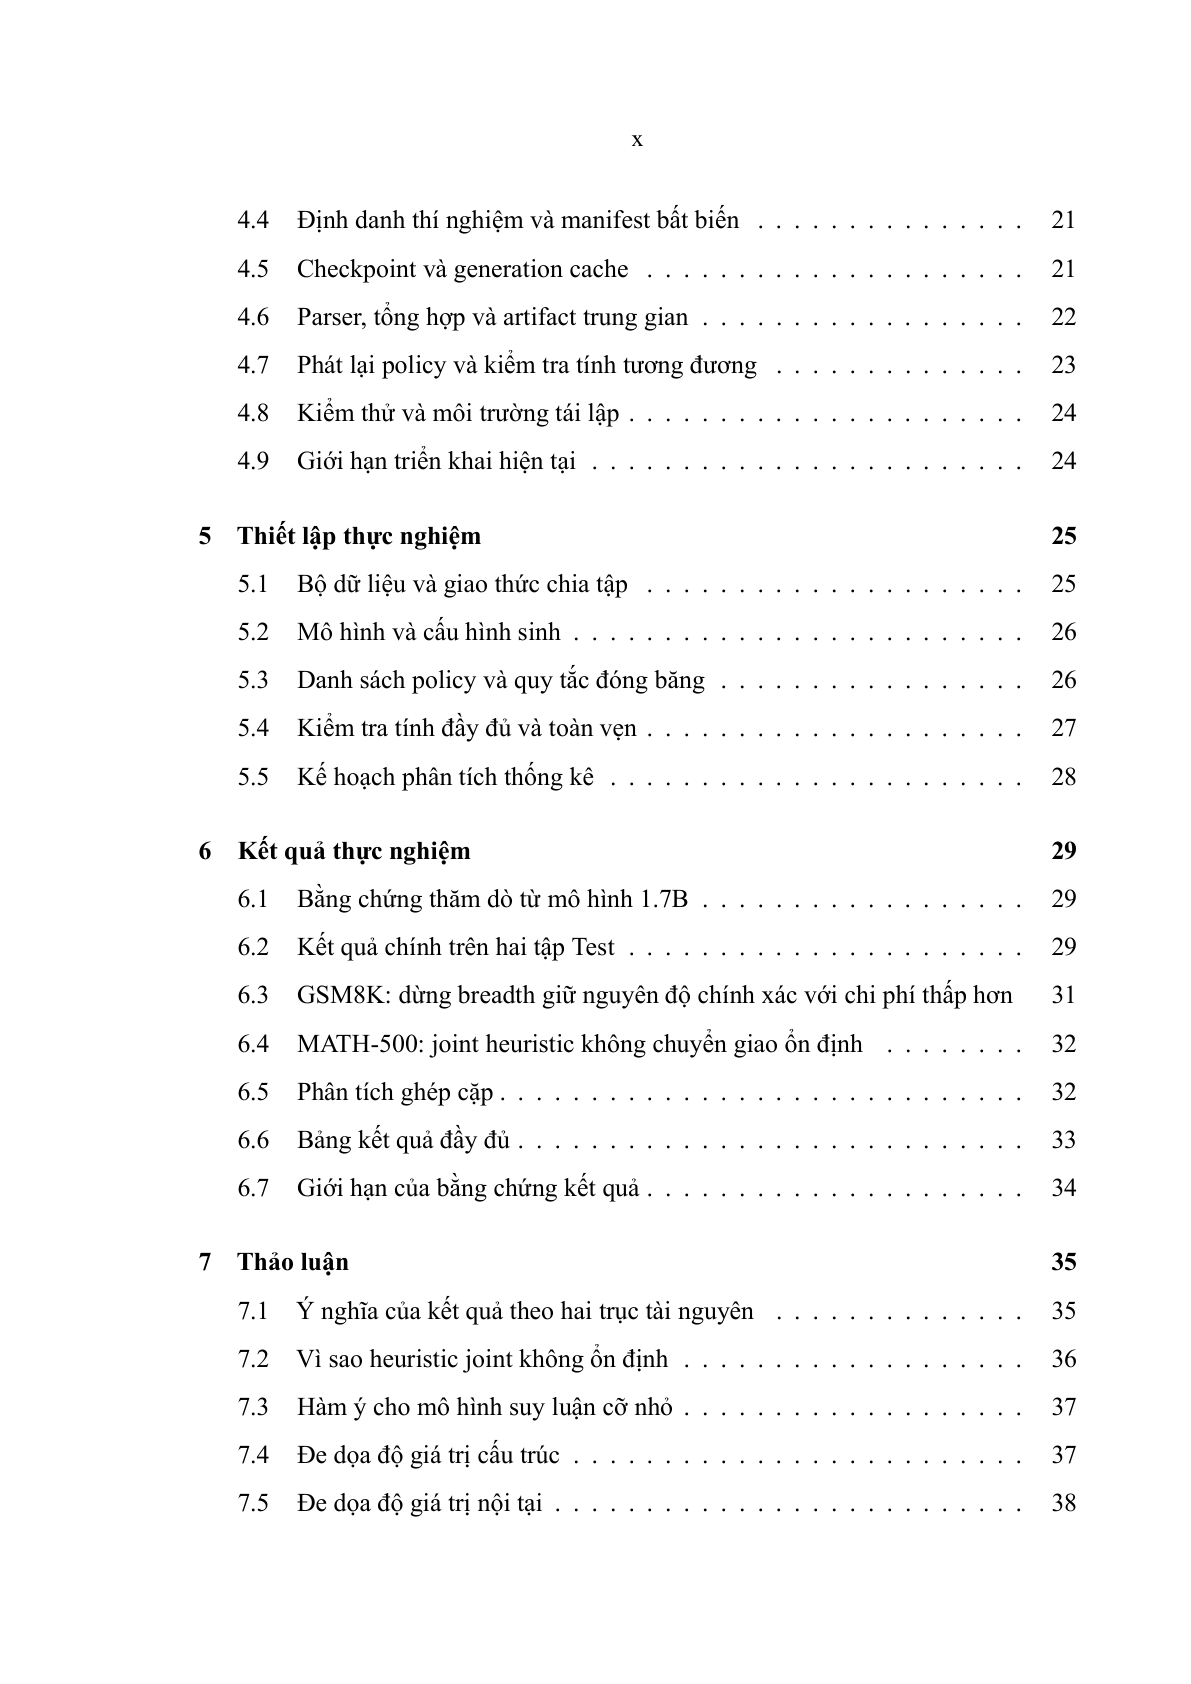 x
4.4 Định danh thí nghiệm và manifest bất biến . . . . . . . . . . . . . . . 21
4.5 Checkpoint và generation cache . . . . . . . . . . . . . . . . . . . . . 21
4.6 Parser, tổng hợp và artifact trung gian . . . . . . . . . . . . . . . . . . 22
4.7 Phát lại policy và kiểm tra tính tương đương . . . . . . . . . . . . . . 23
4.8 Kiểm thử và môi trường tái lập . . . . . . . . . . . . . . . . . . . . . . 24
4.9 Giới hạn triển khai hiện tại . . . . . . . . . . . . . . . . . . . . . . . . 24
5 Thiết lập thực nghiệm 25
5.1 Bộ dữ liệu và giao thức chia tập . . . . . . . . . . . . . . . . . . . . . 25
5.2 Mô hình và cấu hình sinh . . . . . . . . . . . . . . . . . . . . . . . . . 26
5.3 Danh sách policy và quy tắc đóng băng . . . . . . . . . . . . . . . . . 26
5.4 Kiểm tra tính đầy đủ và toàn vẹn . . . . . . . . . . . . . . . . . . . . . 27
5.5 Kế hoạch phân tích thống kê . . . . . . . . . . . . . . . . . . . . . . . 28
6 Kết quả thực nghiệm 29
6.1 Bằng chứng thăm dò từ mô hình 1.7B . . . . . . . . . . . . . . . . . . 29
6.2 Kết quả chính trên hai tập Test . . . . . . . . . . . . . . . . . . . . . . 29
6.3 GSM8K: dừng breadth giữ nguyên độ chính xác với chi phí thấp hơn 31
6.4 MATH-500: joint heuristic không chuyển giao ổn định . . . . . . . . 32
6.5 Phân tích ghép cặp . . . . . . . . . . . . . . . . . . . . . . . . . . . . . 32
6.6 Bảng kết quả đầy đủ . . . . . . . . . . . . . . . . . . . . . . . . . . . . 33
6.7 Giới hạn của bằng chứng kết quả . . . . . . . . . . . . . . . . . . . . . 34
7 Thảo luận 35
7.1 Ý nghĩa của kết quả theo hai trục tài nguyên . . . . . . . . . . . . . . 35
7.2 Vì sao heuristic joint không ổn định . . . . . . . . . . . . . . . . . . . 36
7.3 Hàm ý cho mô hình suy luận cỡ nhỏ . . . . . . . . . . . . . . . . . . . 37
7.4 Đe dọa độ giá trị cấu trúc . . . . . . . . . . . . . . . . . . . . . . . . . 37
7.5 Đe dọa độ giá trị nội tại . . . . . . . . . . . . . . . . . . . . . . . . . . 38